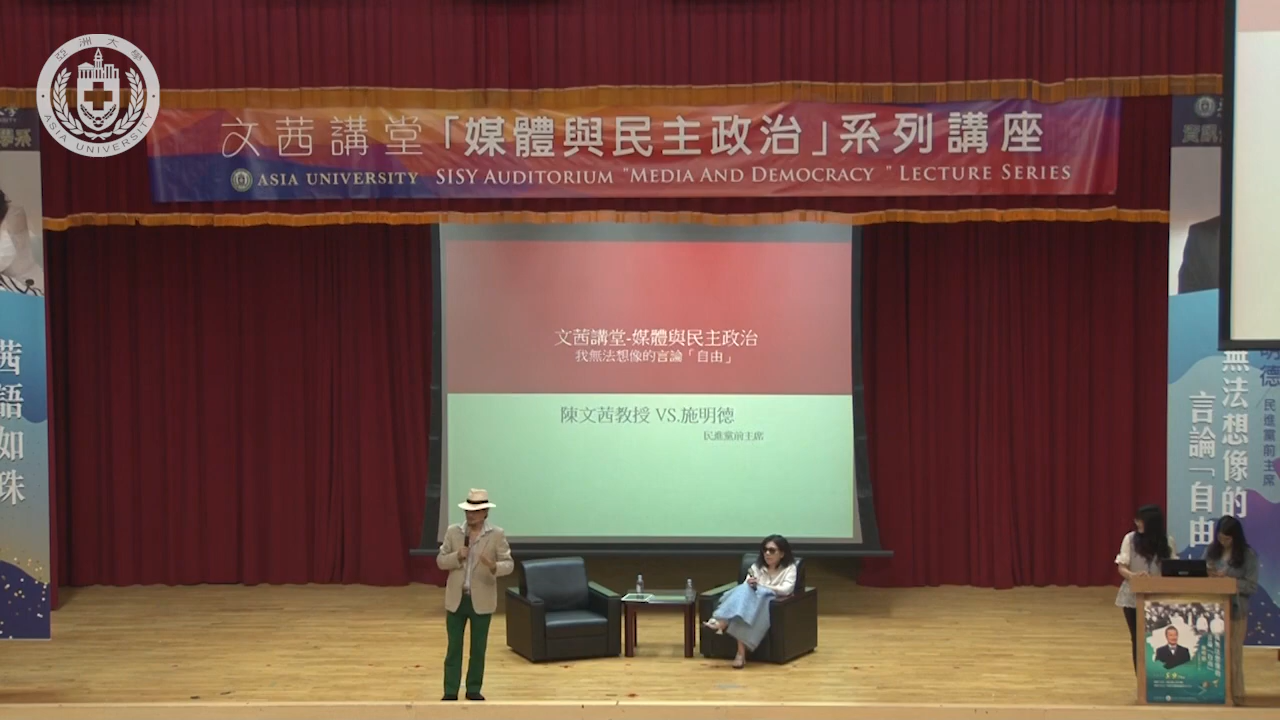 亞洲大學
ASIA UNIVERSITY
文茜講堂「媒體與民主政治」系列講座
ASIA UNIVERSITY SISY AUDITORIUM "MEDIA AND DEMOCRACY " LECTURE SERIES
文茜講堂-媒體與民主政治
我無法想像的言論「自由」
陳文茜教授 VS.施明德
民進黨前主席
茜語如珠
無法想像的
言論「自由
明德
民進黨前主席